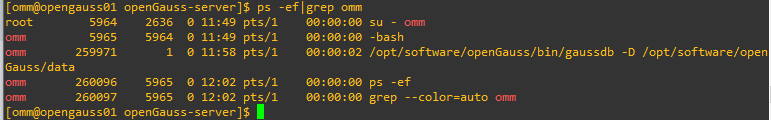 [omm@opengauss01 openGauss-server]$ ps -ef|grep omm
root        5964    2636  0 11:49 pts/1    00:00:00 su - omm
omm         5965    5964  0 11:49 pts/1    00:00:00 -bash
omm       259971       1  0 11:58 pts/1    00:00:02 /opt/software/openGauss/bin/gaussdb -D /opt/software/open
Gauss/data
omm       260096    5965  0 12:02 pts/1    00:00:00 ps -ef
omm       260097    5965  0 12:02 pts/1    00:00:00 grep --color=auto omm
[omm@opengauss01 openGauss-server]$